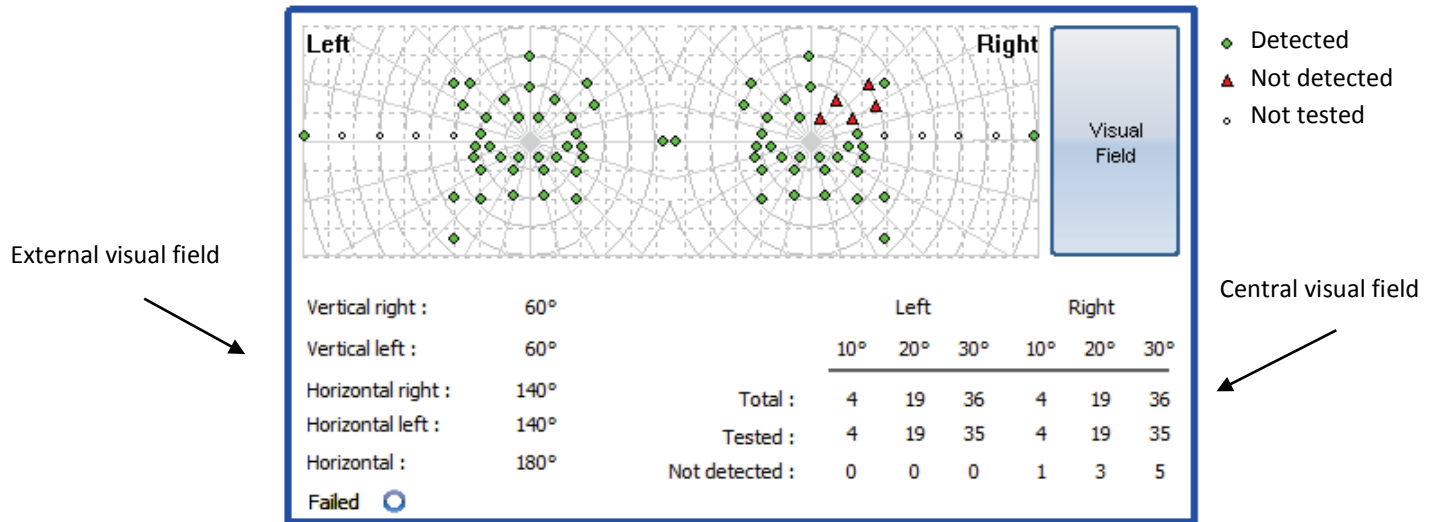 Left
Right
Visual
Field
Detected
Not detected
Not tested
External visual field
Central visual field
Vertical right : 60°
Vertical left : 60°
Horizontal right : 140°
Horizontal left : 140°
Horizontal : 180°
Failed
Left Right
10° 20° 30° 10° 20° 30°
Total : 4 19 36 4 19 36
Tested : 4 19 35 4 19 35
Not detected : 0 0 0 1 3 5